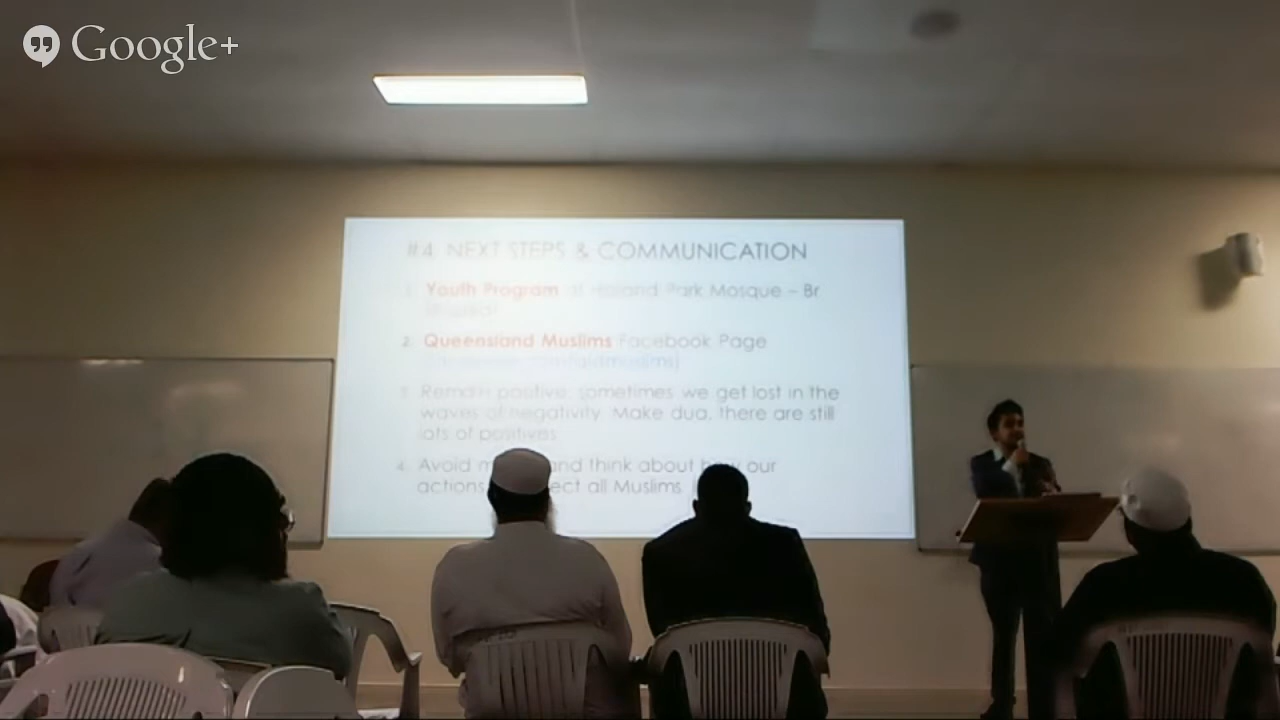 Google+
#4 NEXT STEPS & COMMUNICATION
Youth Program at Holland Park Mosque – Br
2. Queensland Muslims Facebook Page
Remain positive, sometimes we get lost in the
waves of negativity. Make dua, there are still
lots of positives
4. Avoid and think about our
actions all Muslims